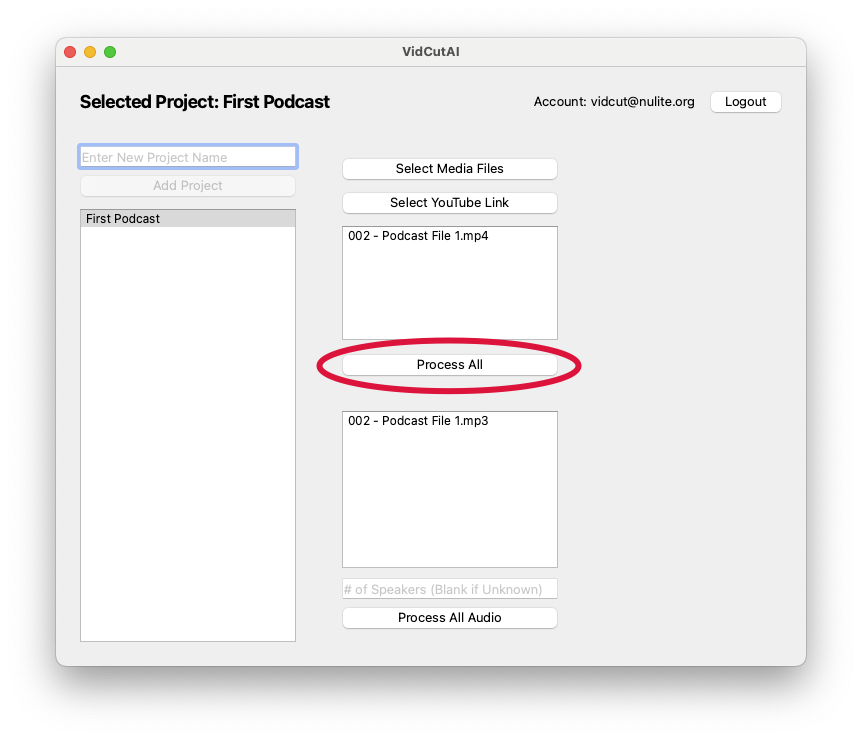 VidCutAI
Selected Project: First Podcast
Account: vidcut@nulite.org
Logout
Enter New Project Name
Add Project
First Podcast
Select Media Files
Select YouTube Link
002 - Podcast File 1.mp4
Process All
002 - Podcast File 1.mp3
# of Speakers (Blank if Unknown)
Process All Audio